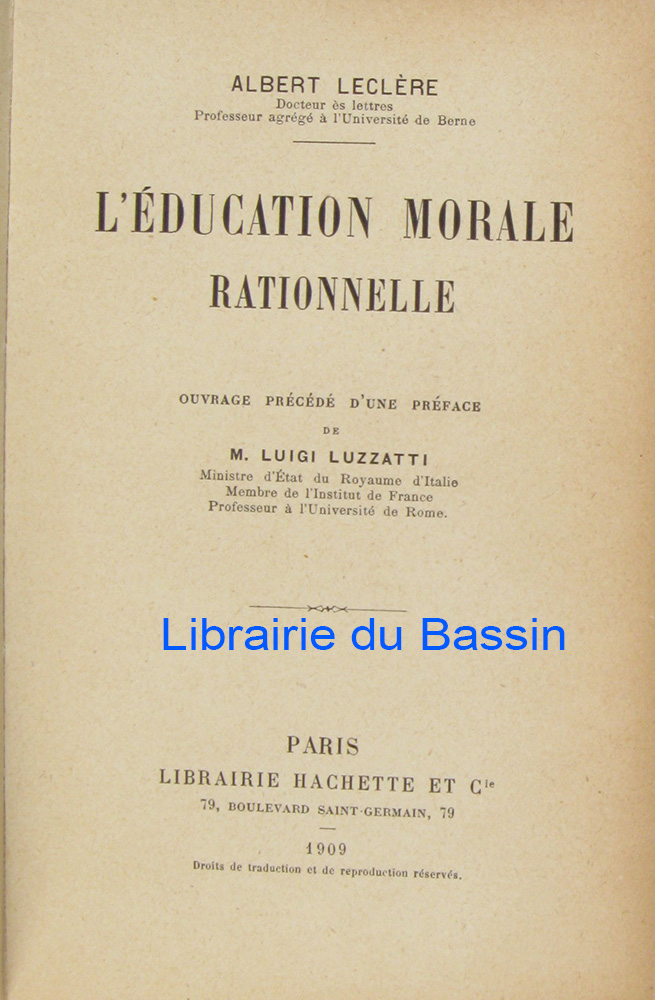 ALBERT LECLÈRE
Docteur ès lettres
Professeur agrégé à l'Université de Berne
L'ÉDUCATION MORALE
RATIONNELLE
OUVRAGE PRÉCÉDÉ D'UNE PRÉFACE
DE
M. LUIGI LUZZATTI
Ministre d'État du Royaume d'Italie
Membre de l'Institut de France
Professeur à l'Université de Rome.
Librairie du Bassin
PARIS
LIBRAIRIE HACHETTE ET Cie
79, BOULEVARD SAINT-GERMAIN, 79
1909
Droits de traduction et de reproduction réservés.